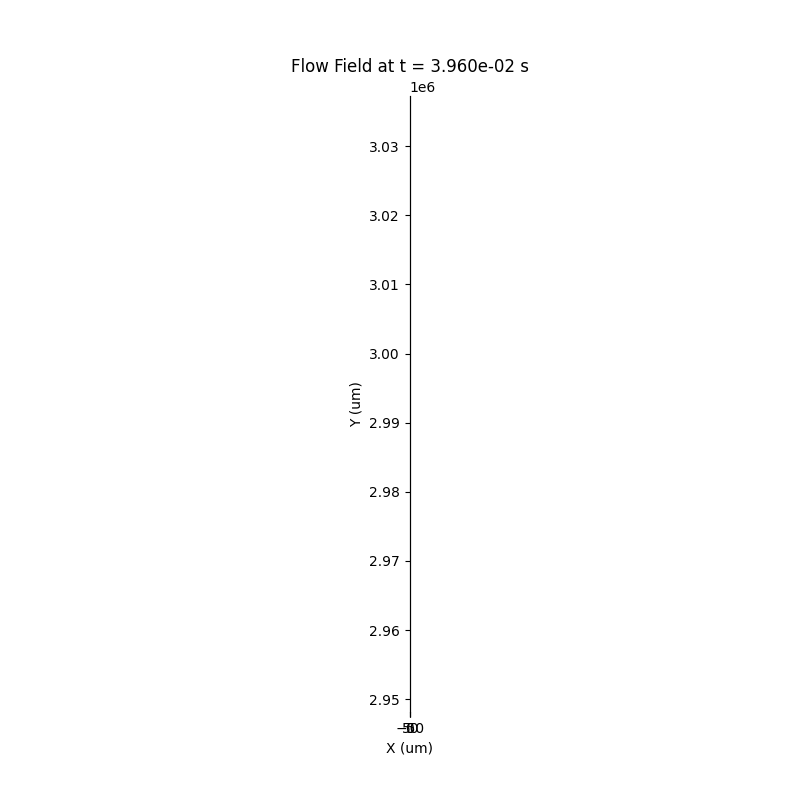 Flow Field at t = 3.960e-02 s
1e6
3.03
3.02
3.01
3.00
Y (um)
2.99
2.98
2.97
2.96
2.95
X (um)